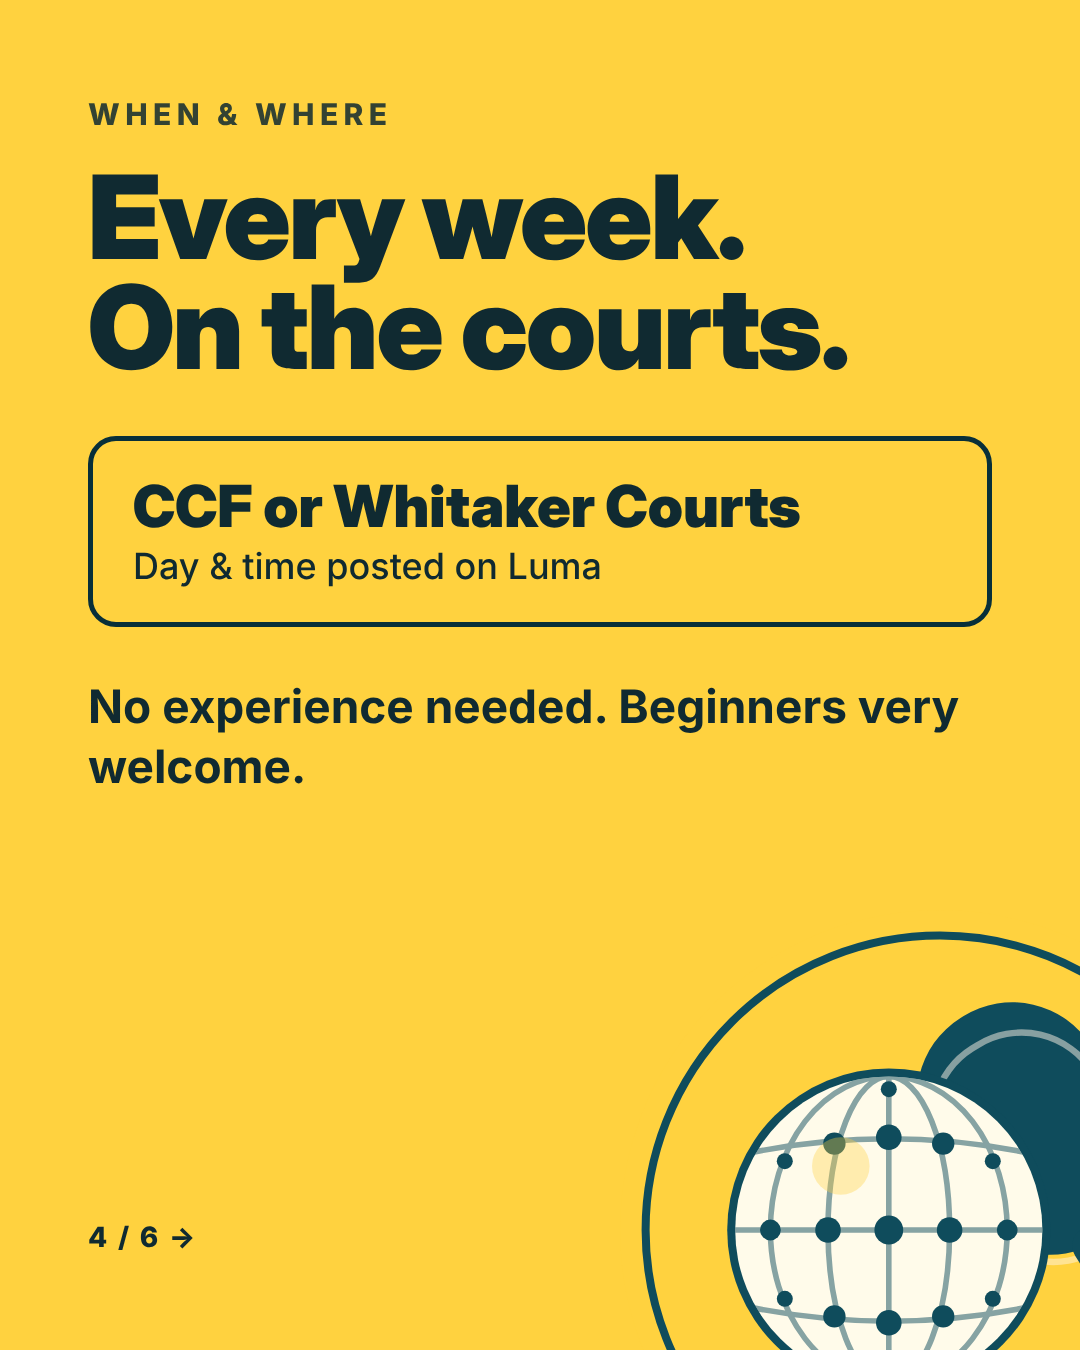 WHEN & WHERE
Every week.
On the courts.
CCF or Whitaker Courts
Day & time posted on Luma
No experience needed. Beginners very
welcome.
4 / 6 →